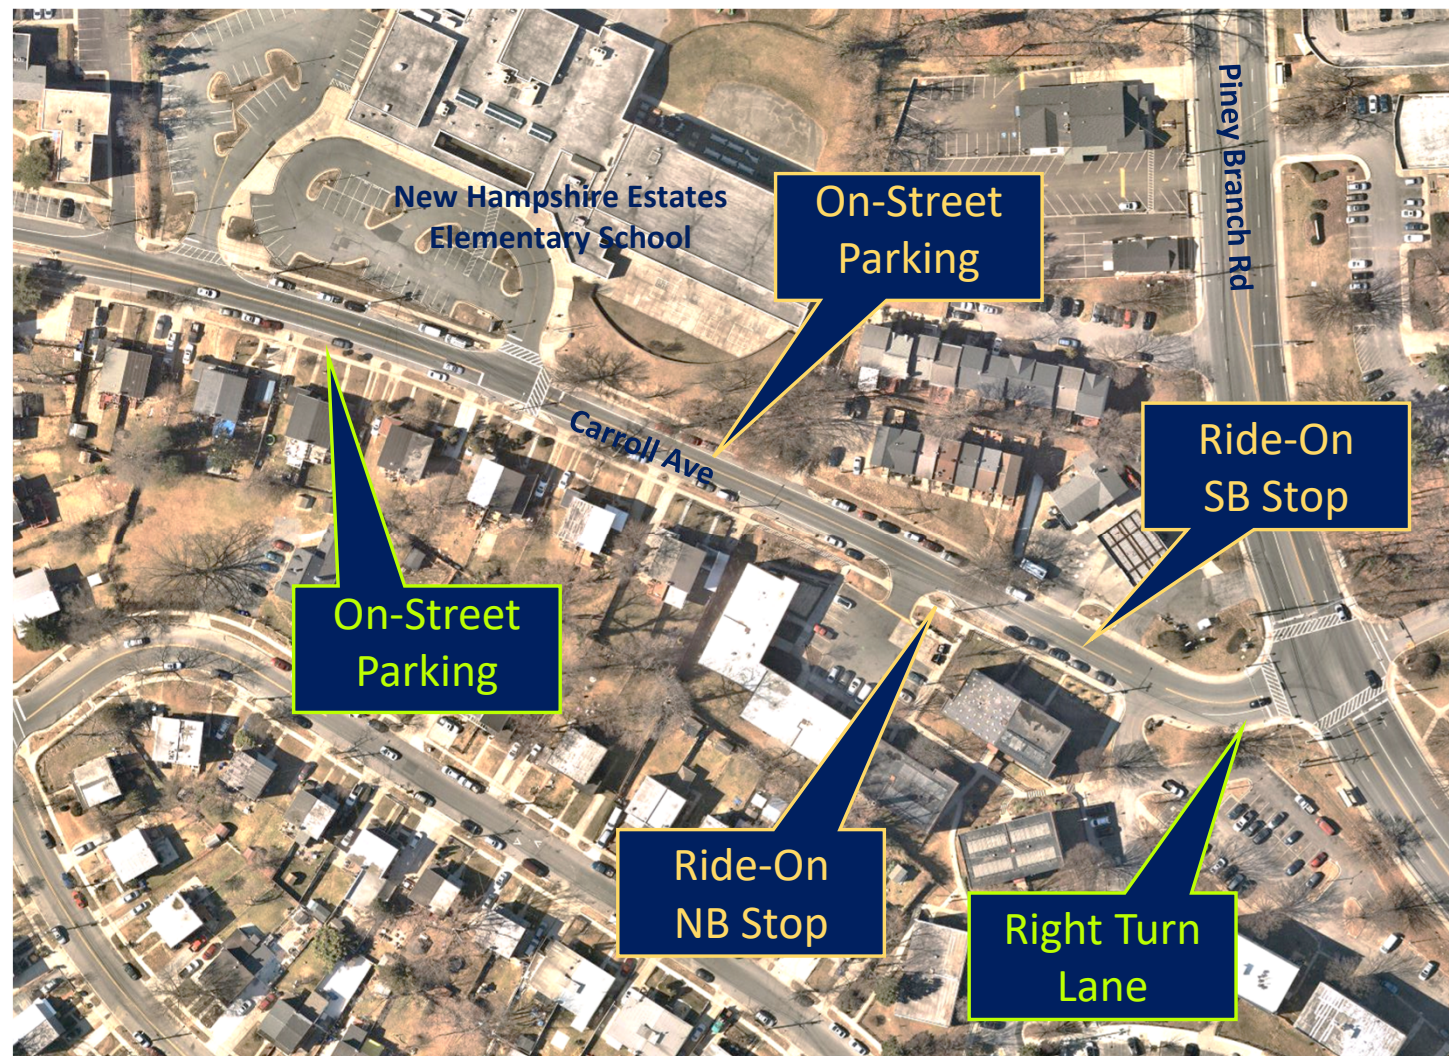 Piney Branch Rd
New Hampshire Estates
Elementary School
On-Street
Parking
Carroll Ave
Ride-On
SB Stop
On-Street
Parking
Ride-On
NB Stop
Right Turn
Lane